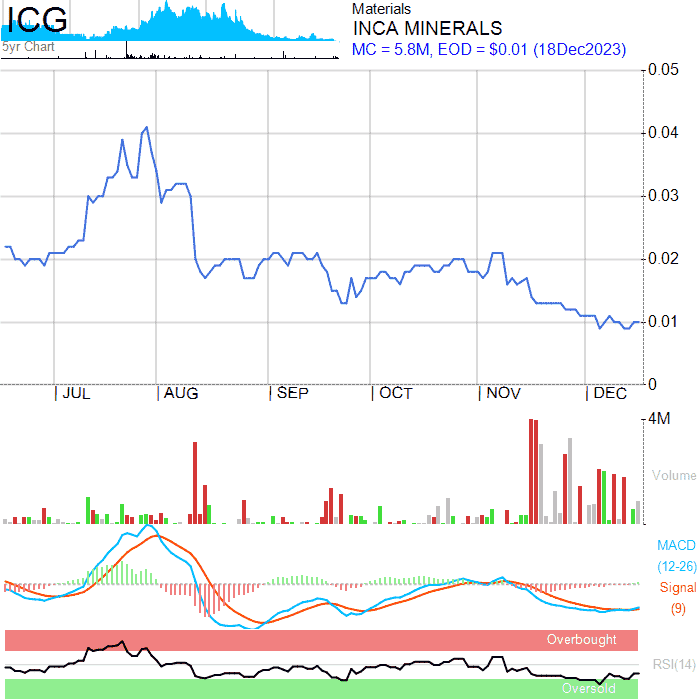 ICG
5yr Chart
Materials
INCA MINERALS
MC = 5.8M, EOD = $0.01 (18Dec2023)
0.05
0.04
0.03
0.02
0.01
0
JUL AUG SEP OCT NOV DEC
4M
Volume
MACD
(12-26)
Signal
(9)
Overbought
RSI(14)
Oversold